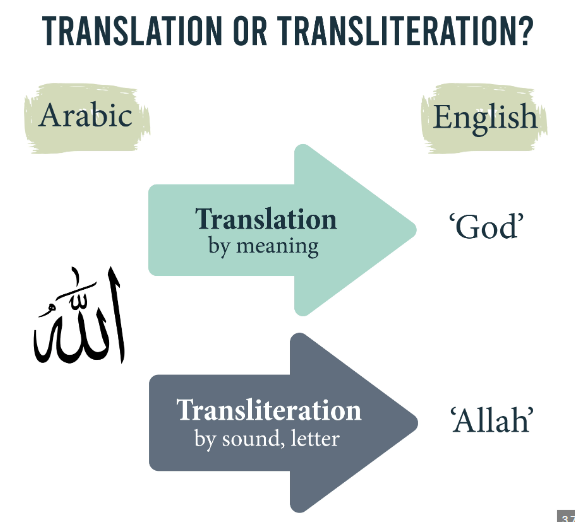 TRANSLATION OR TRANSLITERATION?
Arabic
English
Translation
by meaning
‘God’
الله
Transliteration
by sound, letter
‘Allah’